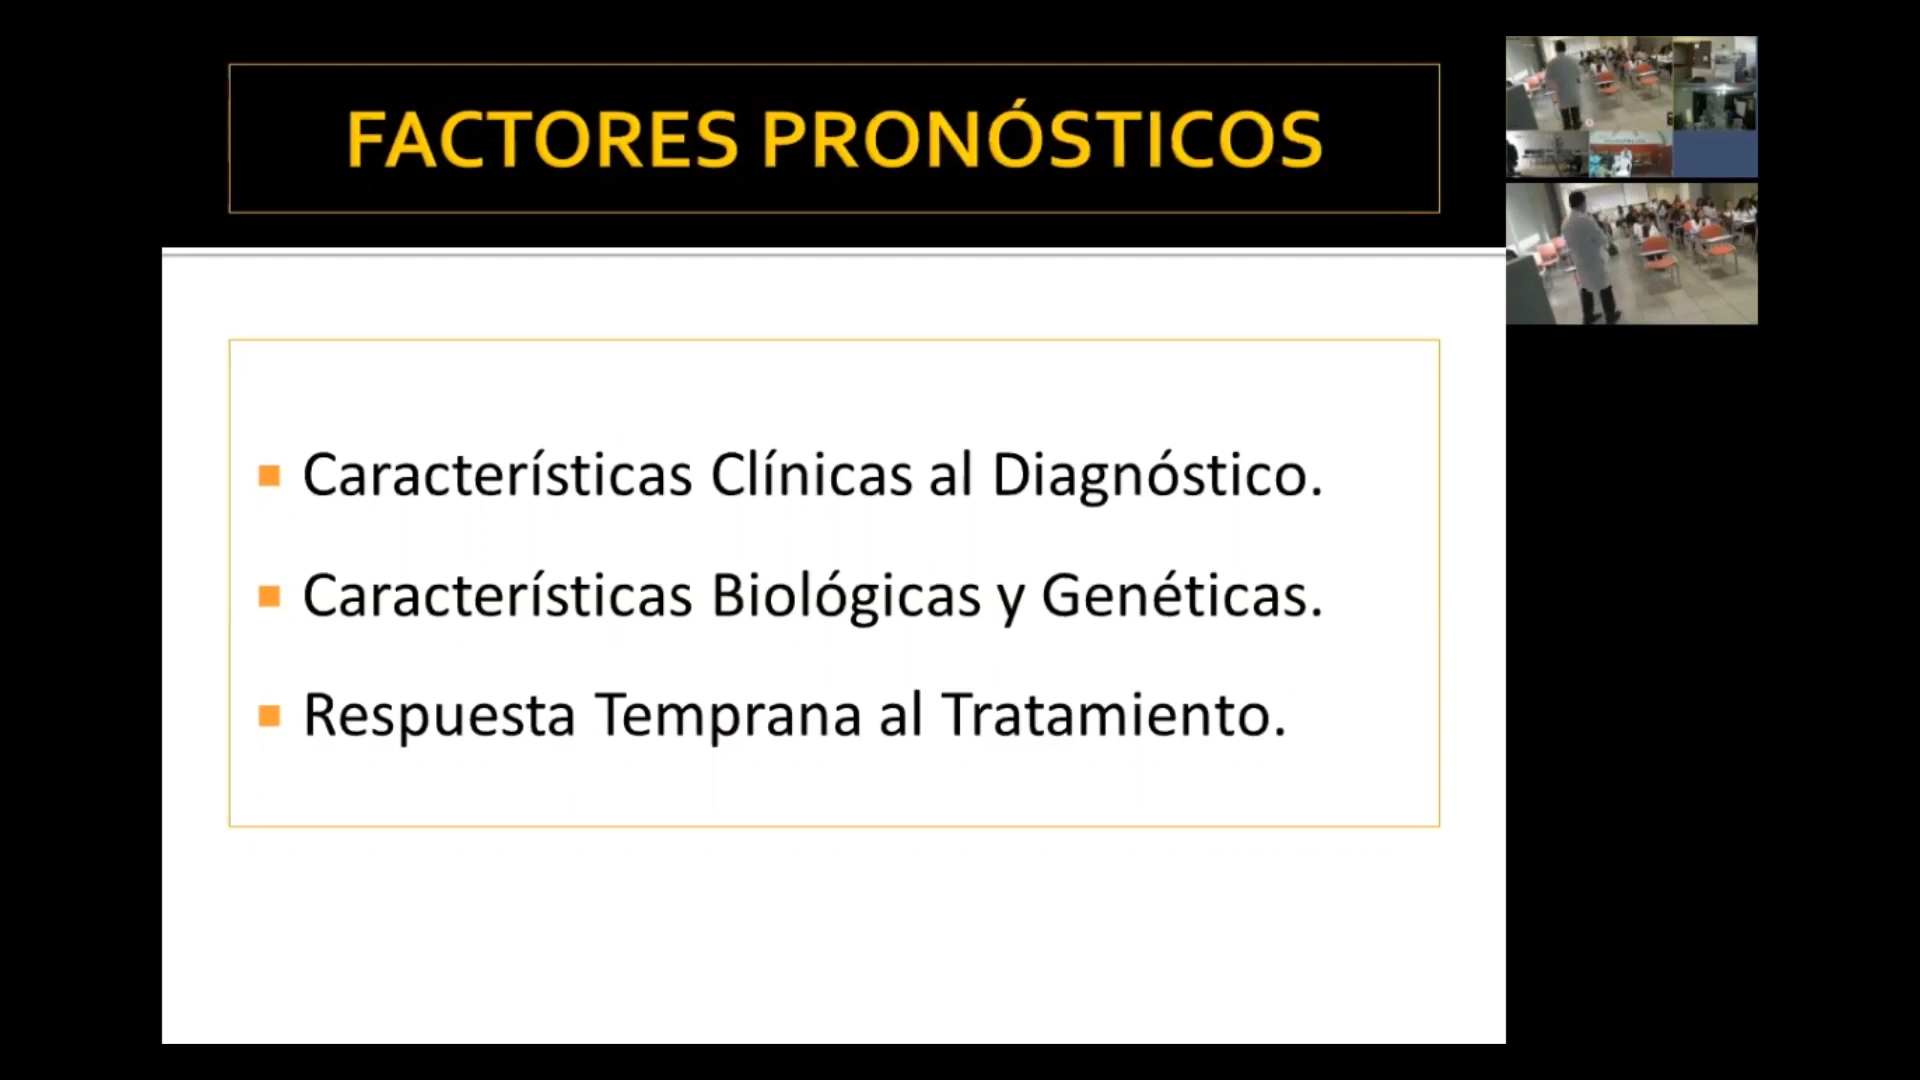 FACTORES PRONÓSTICOS
Características Clínicas al Diagnóstico.
Características Biológicas y Genéticas.
Respuesta Temprana al Tratamiento.